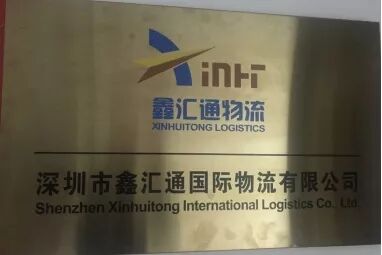 XINHT
鑫汇通物流
XINHUITONG LOGISTICS
深圳市鑫汇通国际物流有限公司
Shenzhen Xinhuitong International Logistics Co., Ltd.